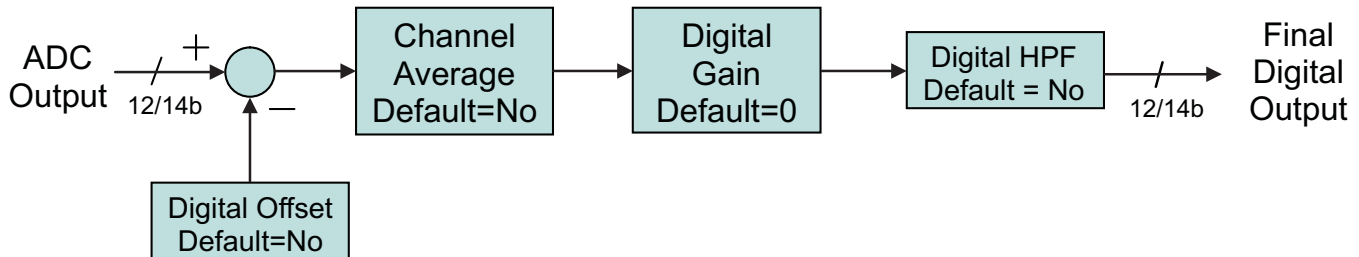 ADC
Output
12/14b
+
−
Channel
Average
Default=No
Digital
Gain
Default=0
Digital HPF
Default = No
12/14b
Final
Digital
Output
Digital Offset
Default=No